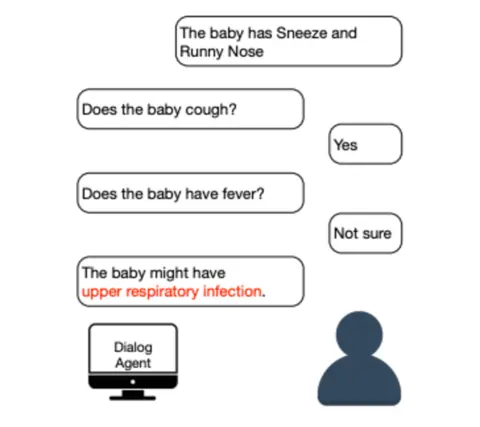 The baby has Sneeze and
Runny Nose
Does the baby cough?
Yes
Does the baby have fever?
Not sure
The baby might have
upper respiratory infection.
Dialog
Agent